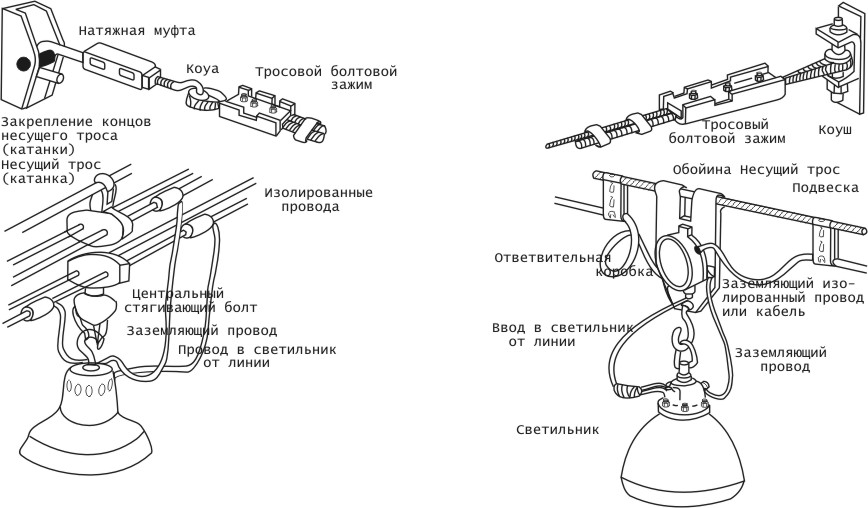 Натяжная муфта
Коуа
Тросовой болтовой
зажим
Закрепление концов
несущего троса
(катанки)
Несущий трос
(катанка)
Изолированные
провода
Центральный
стягивающий болт
Заземляющий провод
Провод в светильник
от линии
Тросовый
болтовой зажим
Коуш
Обойина Несущий трос
Подвеска
Ответвительная
коробка
Заземляющий изо-
лированный провод
или кабель
Ввод в светильник
от линии
Заземляющий
провод
Светильник